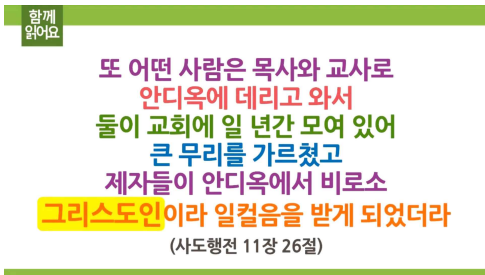 함께
읽어요
또 어떤 사람은 목사와 교사로
안디옥에 데리고 와서
둘이 교회에 일 년간 모여 있어
큰 무리를 가르쳤고
제자들이 안디옥에서 비로소
그리스도인이라 일컬음을 받게 되었더라
(사도행전 11장 26절)